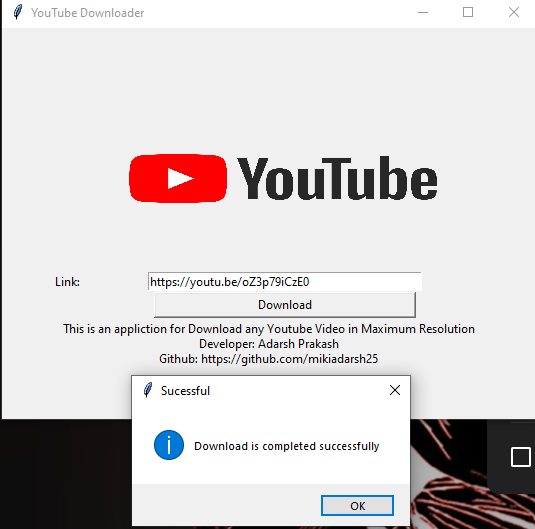 YouTube Downloader
YouTube
Link:
https://youtu.be/oZ3p79iCzE0
Download
This is an appliction for Download any Youtube Video in Maximum Resolution
Developer: Adarsh Prakash
Github: https://github.com/mikiadarsh25
Sucessful
Download is completed successfully
OK